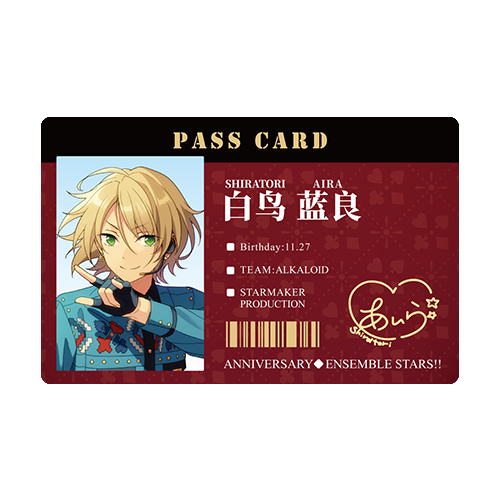 PASS CARD
SHIRATORI AIRA
白鸟 蓝良
Birthday:11.27
TEAM:ALKALOID
STARMAKER
PRODUCTION
あいら
Shiratori
ANNIVERSARY◆ENSEMBLE STARS!!